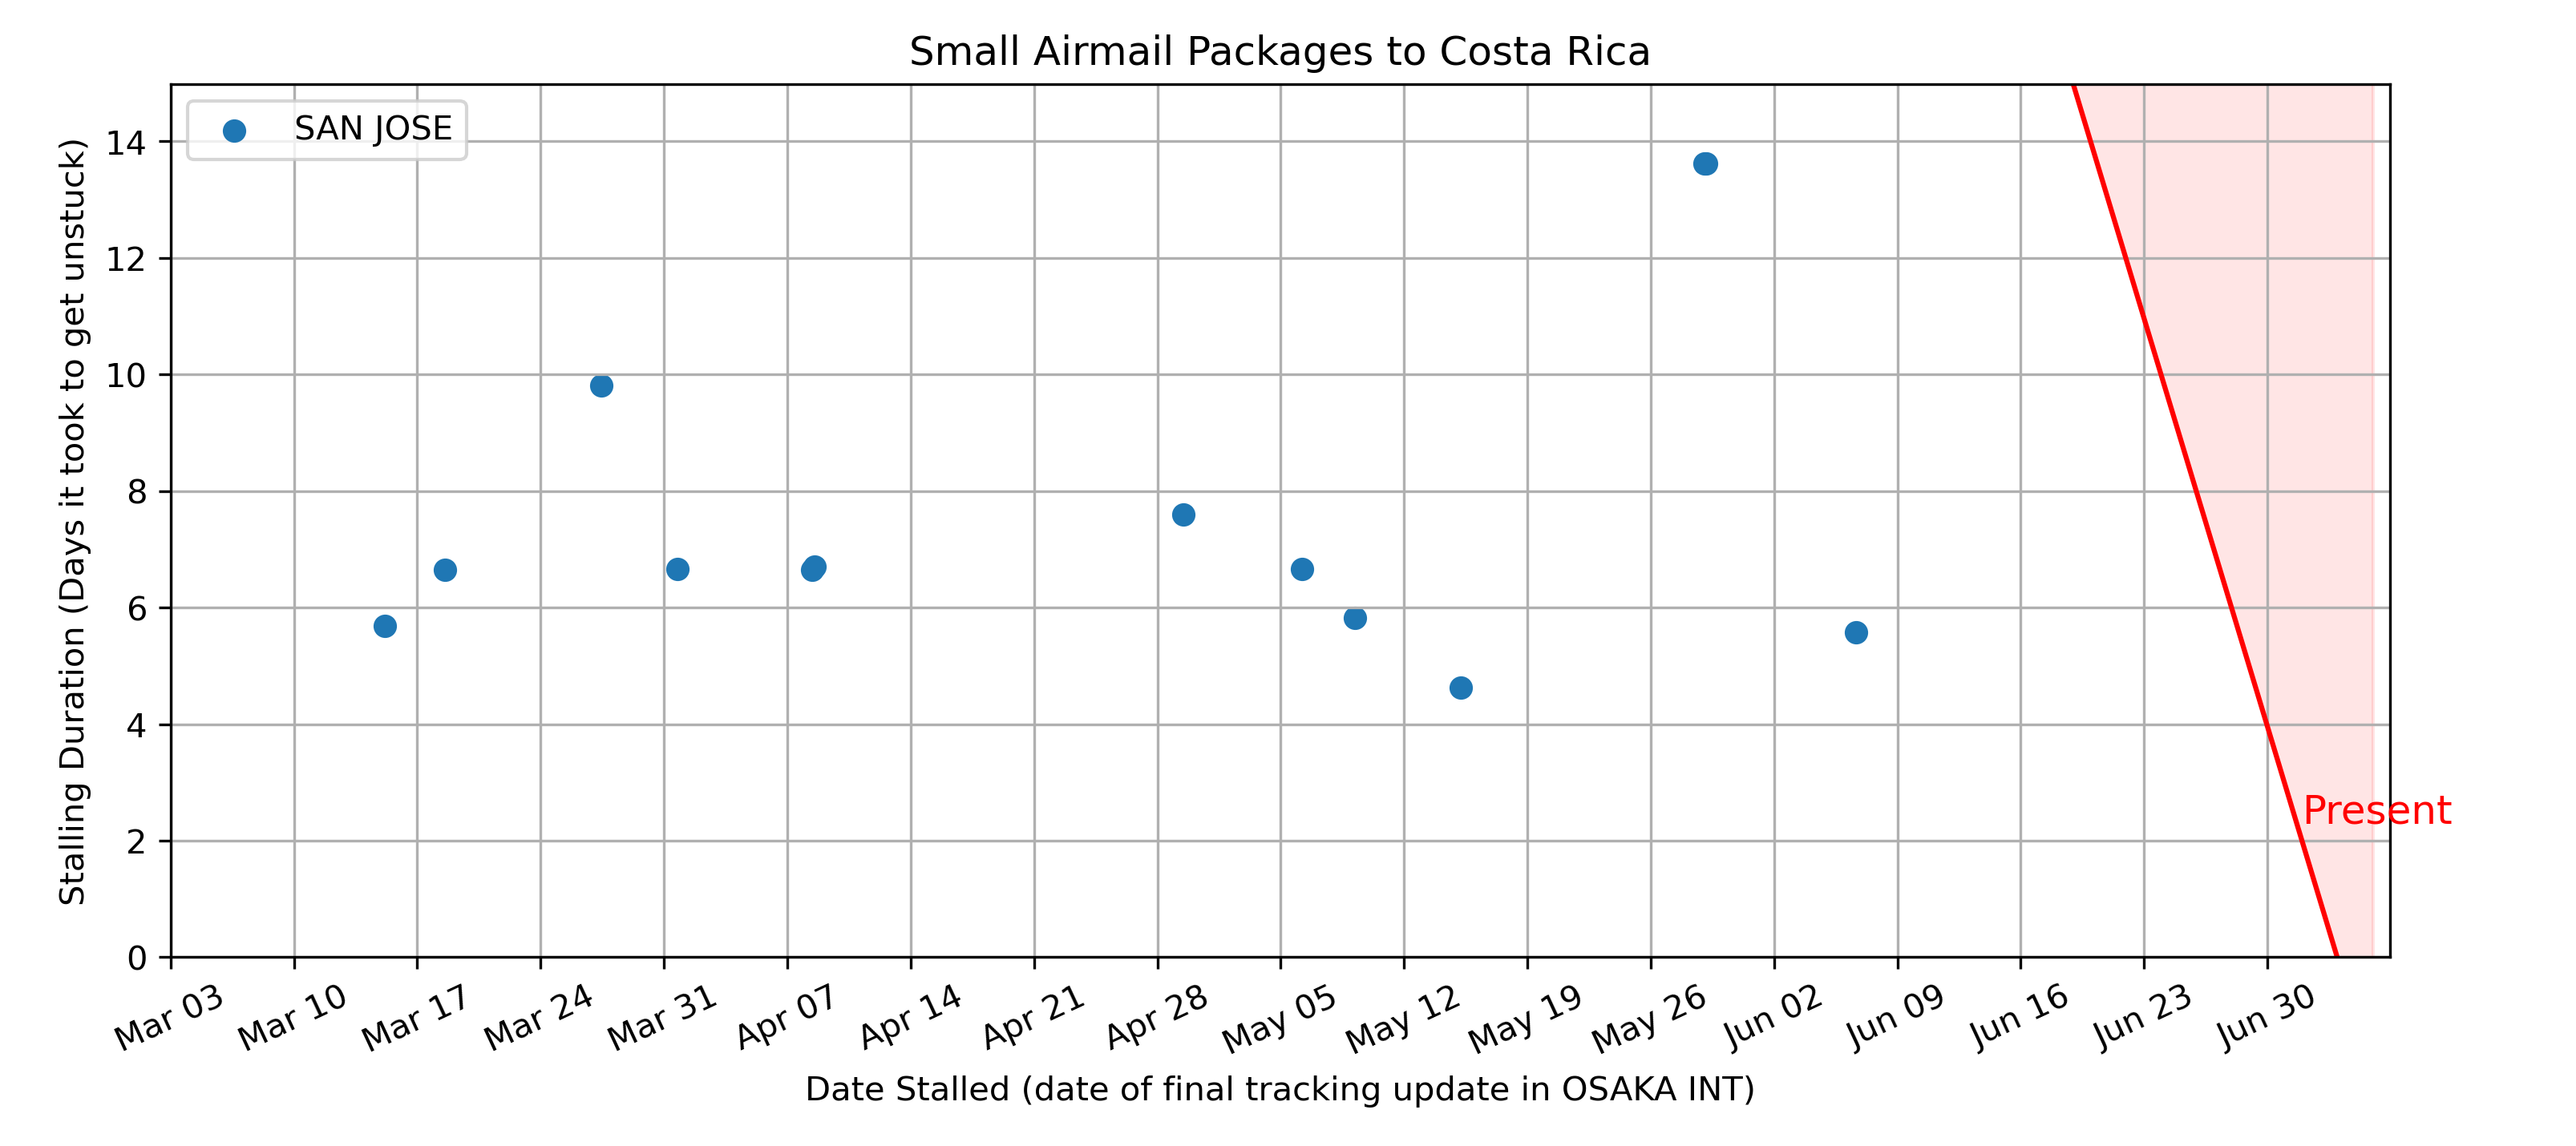 Small Airmail Packages to Costa Rica
SAN JOSE
Stalling Duration (Days it took to get unstuck)
14
12
10
8
6
4
2
0
Present
Mar 03
Mar 10
Mar 17
Mar 24
Mar 31
Apr 07
Apr 14
Apr 21
Apr 28
May 05
May 12
May 19
May 26
Jun 02
Jun 09
Jun 16
Jun 23
Jun 30
Date Stalled (date of final tracking update in OSAKA INT)